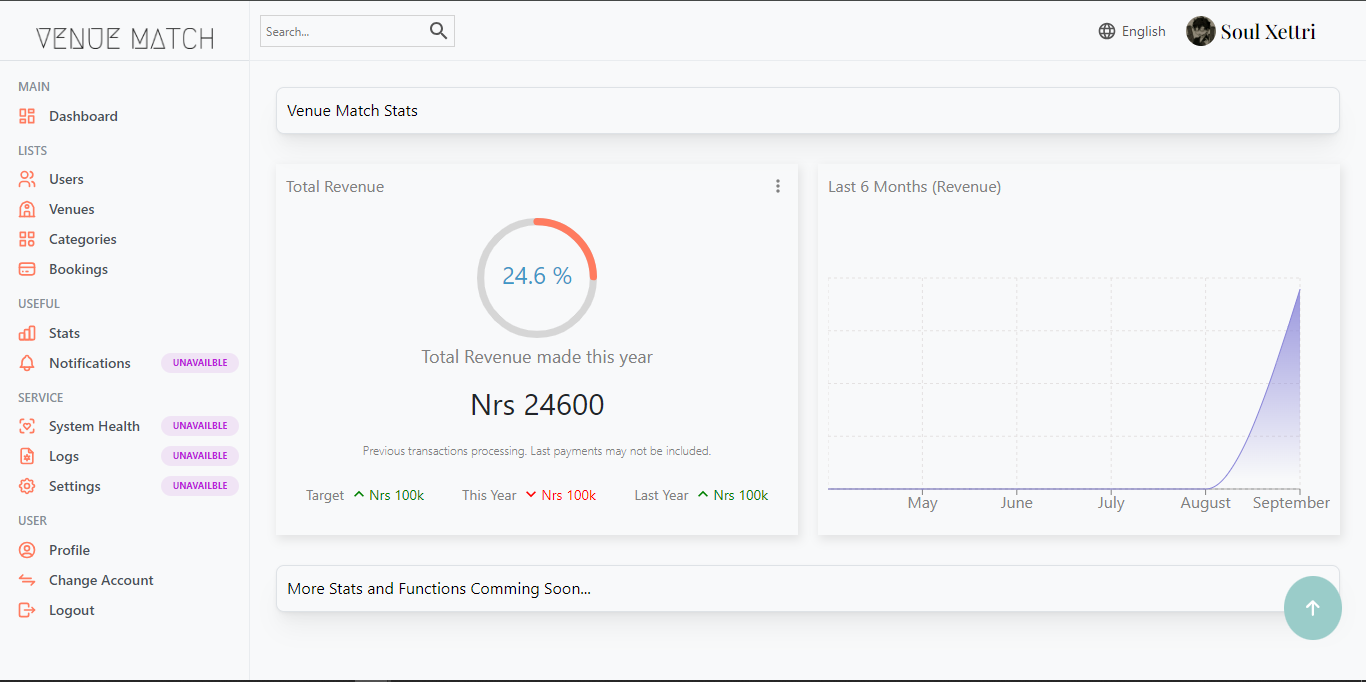 VENUE MATCH
Search...
English
Soul Xettri
MAIN
Dashboard
LISTS
Users
Venues
Categories
Bookings
USEFUL
Stats
Notifications UNAVAILBLE
SERVICE
System Health UNAVAILBLE
Logs UNAVAILBLE
Settings UNAVAILBLE
USER
Profile
Change Account
Logout
Venue Match Stats
Total Revenue
24.6 %
Total Revenue made this year
Nrs 24600
Previous transactions processing. Last payments may not be included.
Target Nrs 100k This Year Nrs 100k Last Year Nrs 100k
Last 6 Months (Revenue)
May June July August September
More Stats and Functions Comming Soon...